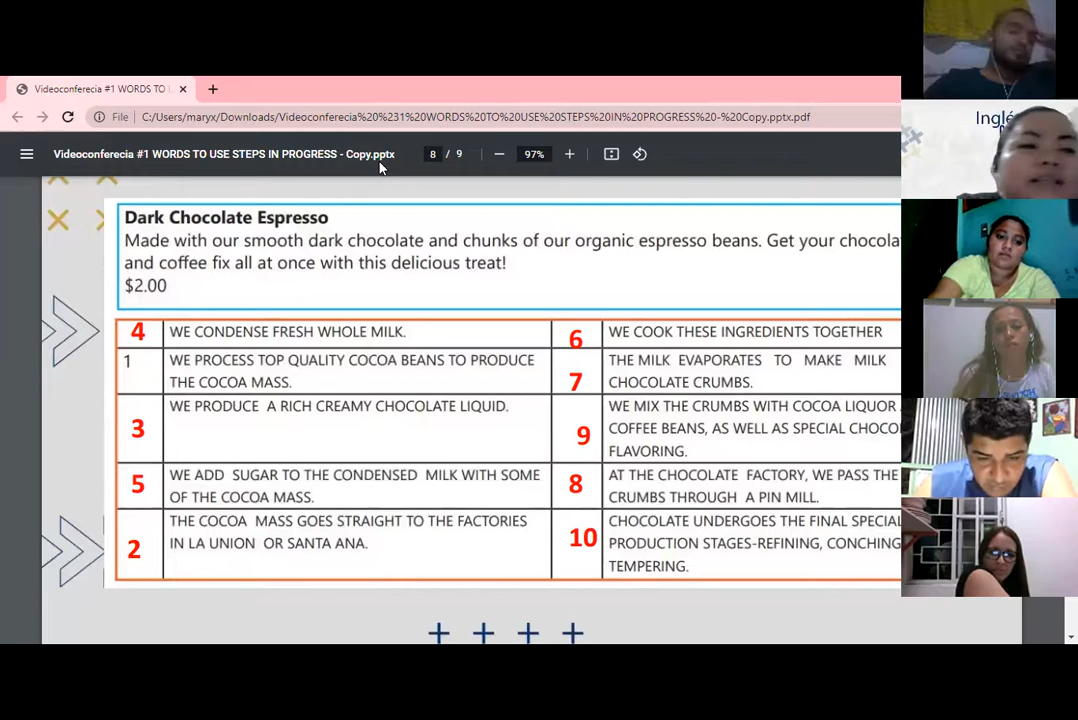 Videoconferecia #1 WORDS TO
File C:/Users/maryx/Downloads/Videoconferecia%20%231%20WORDS%20TO%20USE%20STEPS%20IN%20PROGRESS%20-%20Copy.pptx.pdf
Videoconferecia #1 WORDS TO USE STEPS IN PROGRESS - Copy.pptx 8 / 9 97%
Inglé
Dark Chocolate Espresso
Made with our smooth dark chocolate and chunks of our organic espresso beans. Get your chocola
and coffee fix all at once with this delicious treat!
$2.00
4 WE CONDENSE FRESH WHOLE MILK.
1 WE PROCESS TOP QUALITY COCOA BEANS TO PRODUCE
THE COCOA MASS.
3 WE PRODUCE A RICH CREAMY CHOCOLATE LIQUID.
5 WE ADD SUGAR TO THE CONDENSED MILK WITH SOME
OF THE COCOA MASS.
2 THE COCOA MASS GOES STRAIGHT TO THE FACTORIES
IN LA UNION OR SANTA ANA.
6 WE COOK THESE INGREDIENTS TOGETHER
7 THE MILK EVAPORATES TO MAKE MILK
CHOCOLATE CRUMBS.
9 WE MIX THE CRUMBS WITH COCOA LIQUOR
COFFEE BEANS, AS WELL AS SPECIAL CHOCO
FLAVORING.
8 AT THE CHOCOLATE FACTORY, WE PASS THE
CRUMBS THROUGH A PIN MILL.
10 CHOCOLATE UNDERGOES THE FINAL SPECIAL
PRODUCTION STAGES-REFINING, CONCHING
TEMPERING.